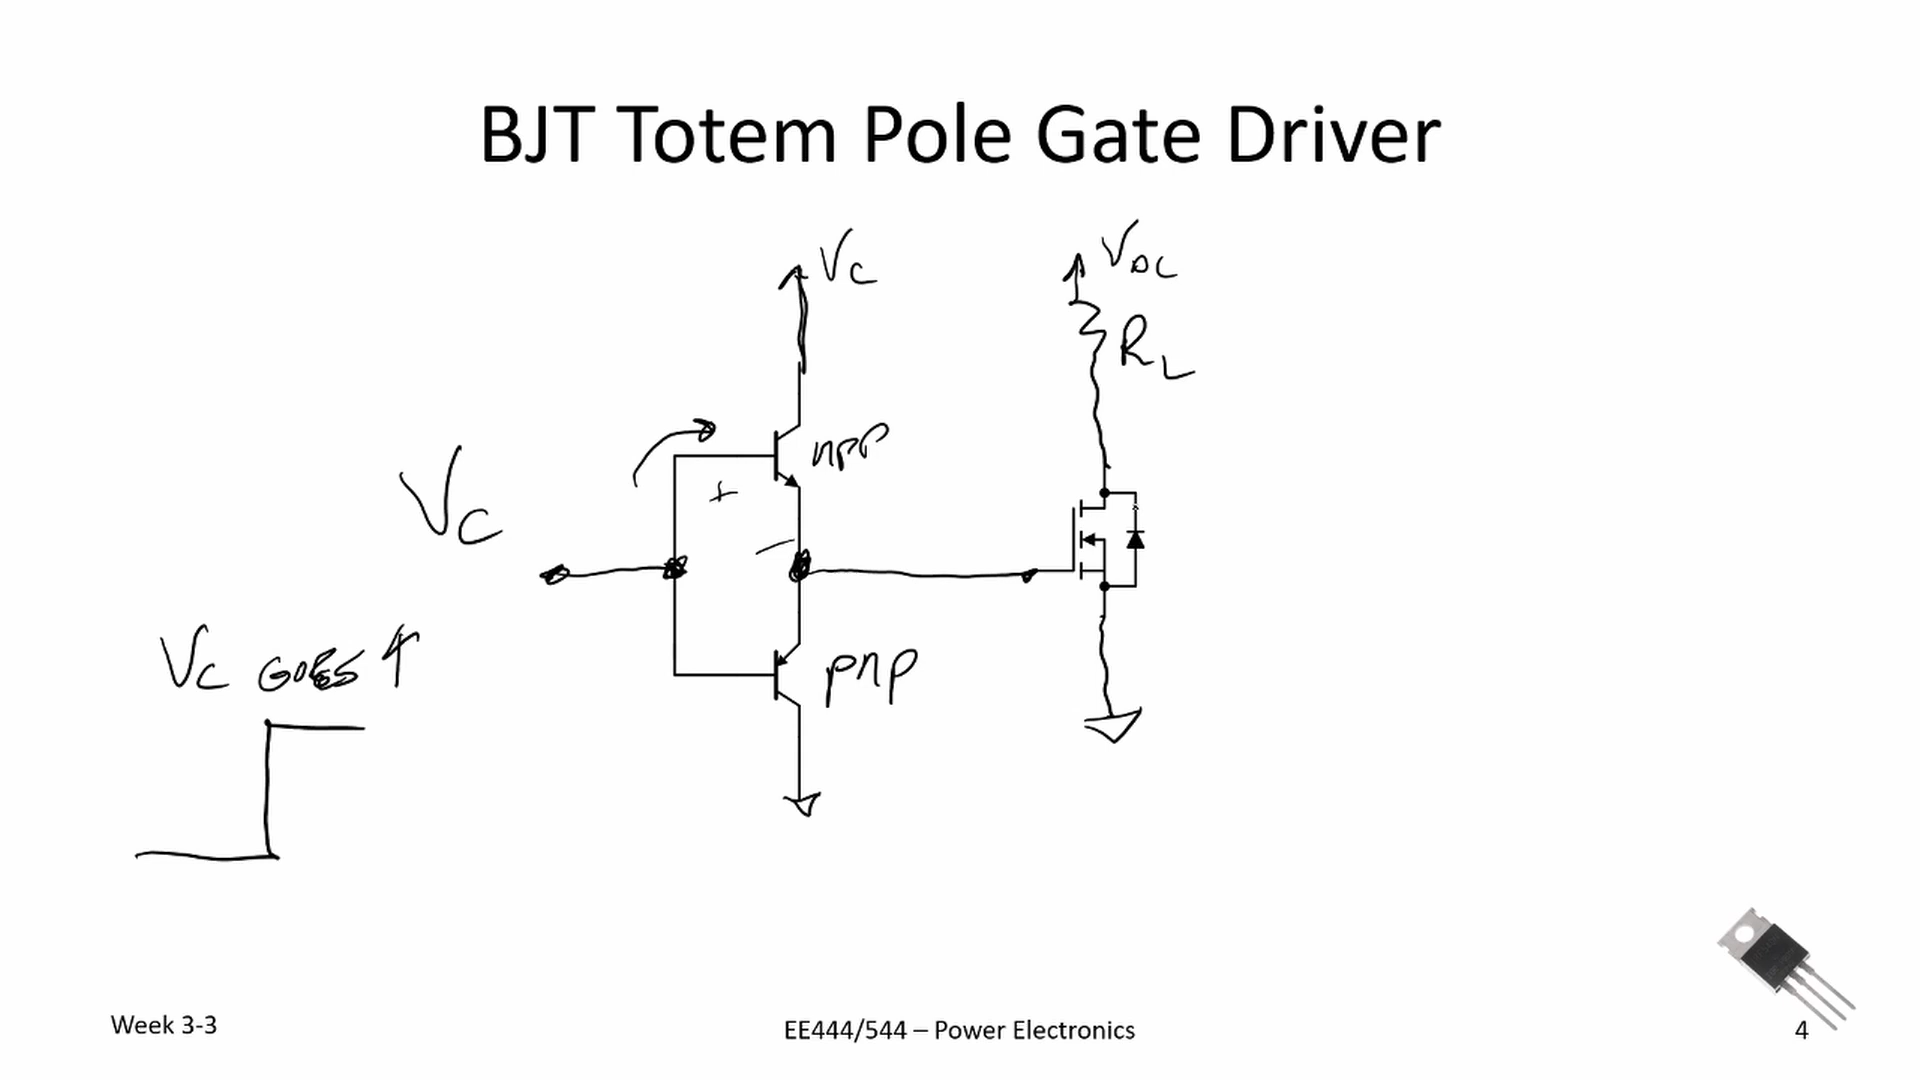 BJT Totem Pole Gate Driver
VC
VDC
RL
npn
VC
+
−
VC GOES ↑
pnp
Week 3-3
EE444/544 – Power Electronics
4